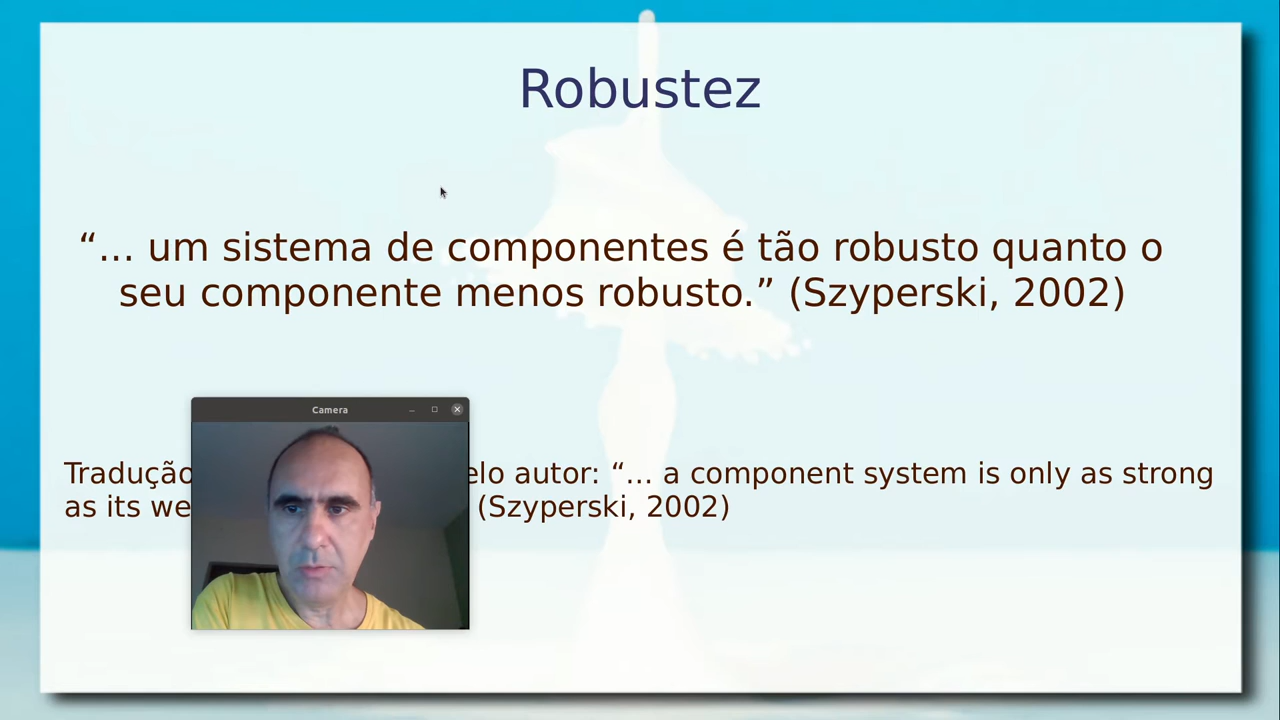 Robustez
“... um sistema de componentes é tão robusto quanto o
seu componente menos robusto.” (Szyperski, 2002)
Camera
Tradução elo autor: “... a component system is only as strong
as its we (Szyperski, 2002)